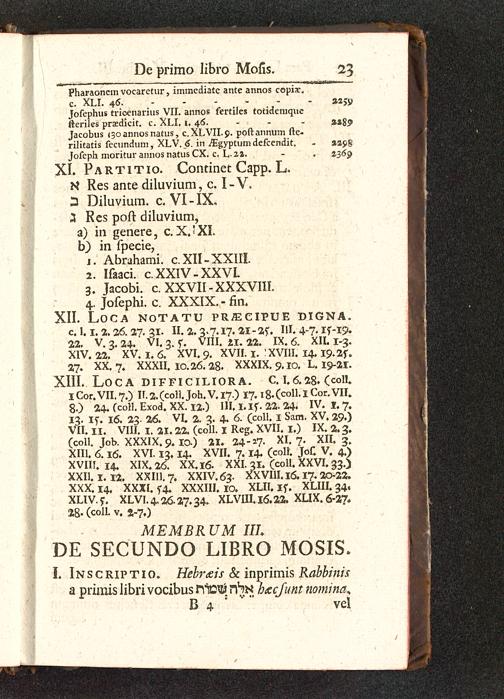 De primo libro Mosis. 23
Pharaonem vocaretur, immediate ante annos copiæ.
c. XLI. 46. - - - - - 2259
Josephus tricenarius VII. annos fertiles totidemque
steriles prædicit. c. XLI. 1. 46. - - - 2289
Jacobus 130 annos natus, c. XLVII. 9. post annum ste-
rilitatis secundum, XLV. 6. in Ægyptum descendit. - 2298
Joseph moritur annos natus CX. c. L. 22. - - 2369
XI. PARTITIO. Continet Capp. L.
א Res ante diluvium, c. I-V.
ב Diluvium. c. VI-IX.
ג Res post diluvium,
a) in genere, c. X. XI.
b) in specie,
1. Abrahami. c. XII-XXIII.
2. Isaaci. c. XXIV-XXVI.
3. Jacobi. c. XXVII-XXXVIII.
4. Josephi. c. XXXIX.-fin.
XII. LOCA NOTATU PRÆCIPUE DIGNA.
c. I. 1. 2. 26. 27. 31. II. 2. 3. 7. 17. 21-25. III. 4-7. 15-19.
22. V. 3. 24. VI. 3. 5. VIII. 21. 22. IX. 6. XII. 1-3.
XIV. 22. XV. 1. 6. XVI. 9. XVII. 1. XVIII. 14. 19. 25.
27. XX. 7. XXXII. 10. 26. 28. XXXIX. 9. 10. L. 19-21.
XIII. LOCA DIFFICILIORA. C. I. 6. 28. (coll.
1 Cor. VII. 7.) II. 2. (coll. Joh. V. 17.) 17. 18. (coll. 1 Cor. VII.
8.) 24. (coll. Exod. XX. 12.) III. 1. 15. 22. 24. IV. 1. 7.
13. 15. 16. 23. 26. VI. 2. 3. 4. 6. (coll. 1 Sam. XV. 29.)
VII. 11. VIII. 1. 21. 22. (coll. 1 Reg. XVII. 1.) IX. 2. 3.
(coll. Job. XXXIX. 9. 10.) 21. 24-27. XI. 7. XII. 3.
XIII. 6. 16. XVI. 13. 14. XVII. 7. 14. (coll. Jos. V. 4.)
XVIII. 14. XIX. 26. XX. 16. XXI. 31. (coll. XXVI. 33.)
XXII. 1. 12. XXIII. 7. XXIV. 63. XXVIII. 16. 17. 20-22.
XXX. 14. XXXI. 54. XXXIII. 10. XLII. 15. XLIII. 34.
XLIV. 5. XLVI. 4. 26. 27. 34. XLVIII. 16. 22. XLIX. 6-27.
28. (coll. v. 2-7.)
MEMBRUM III.
DE SECUNDO LIBRO MOSIS.
I. INSCRIPTIO. Hebræis & inprimis Rabbinis
a primis libri vocibus אֵלֶּה שְׁמוֹת hæc sunt nomina,
B 4 vel